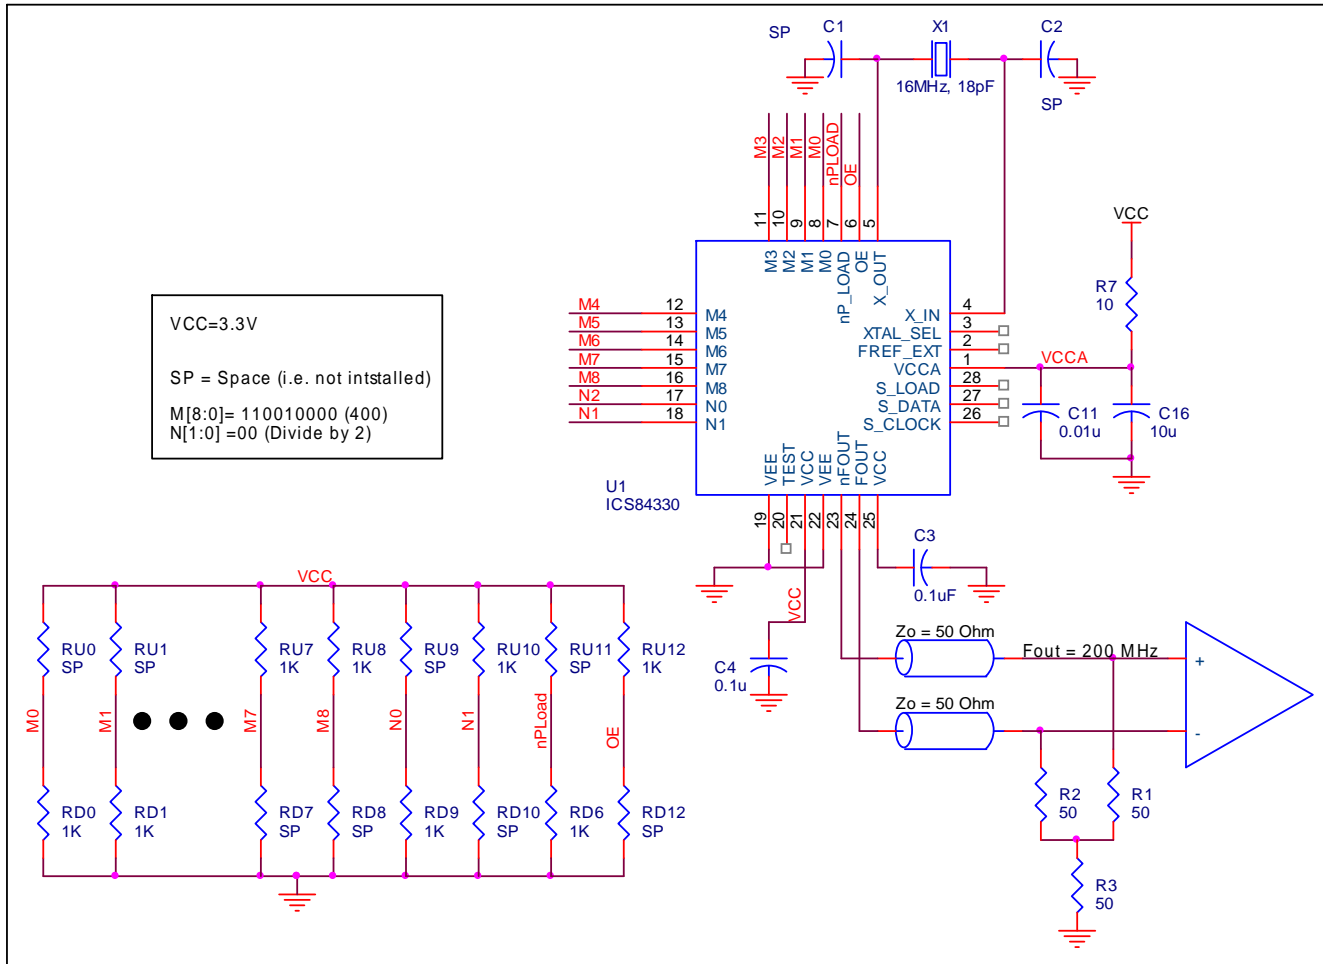 SP
C1
X1
C2
16MHz, 18pF
SP
M3
M2
M1
M0
nPLOAD
OE
11
10
9
8
7
6
5
M3
M2
M1
M0
nP_LOAD
OE
X_OUT
VCC
R7
10
VCC=3.3V
SP = Space (i.e. not intstalled)
M[8:0]= 110010000 (400)
N[1:0] =00 (Divide by 2)
M4 12 M4
M5 13 M5
M6 14 M6
M7 15 M7
M8 16 M8
N2 17 N0
N1 18 N1
X_IN 4
XTAL_SEL 3
FREF_EXT 2
VCCA 1
S_LOAD 28
S_DATA 27
S_CLOCK 26
VCCA
C11
0.01u
C16
10u
VEE
TEST
VCC
VEE
nFOUT
FOUT
VCC
U1
ICS84330
19
20
21
22
23
24
25
C3
0.1uF
VCC
C4
0.1u
Zo = 50 Ohm
Fout = 200 MHz
Zo = 50 Ohm
+
-
R2
50
R1
50
R3
50
VCC
RU0
SP
RU1
SP
RU7
1K
RU8
1K
RU9
SP
RU10
1K
RU11
SP
RU12
1K
M0
M1
M7
M8
N0
N1
nPLoad
OE
RD0
1K
RD1
1K
RD7
SP
RD8
SP
RD9
1K
RD10
SP
RD6
1K
RD12
SP